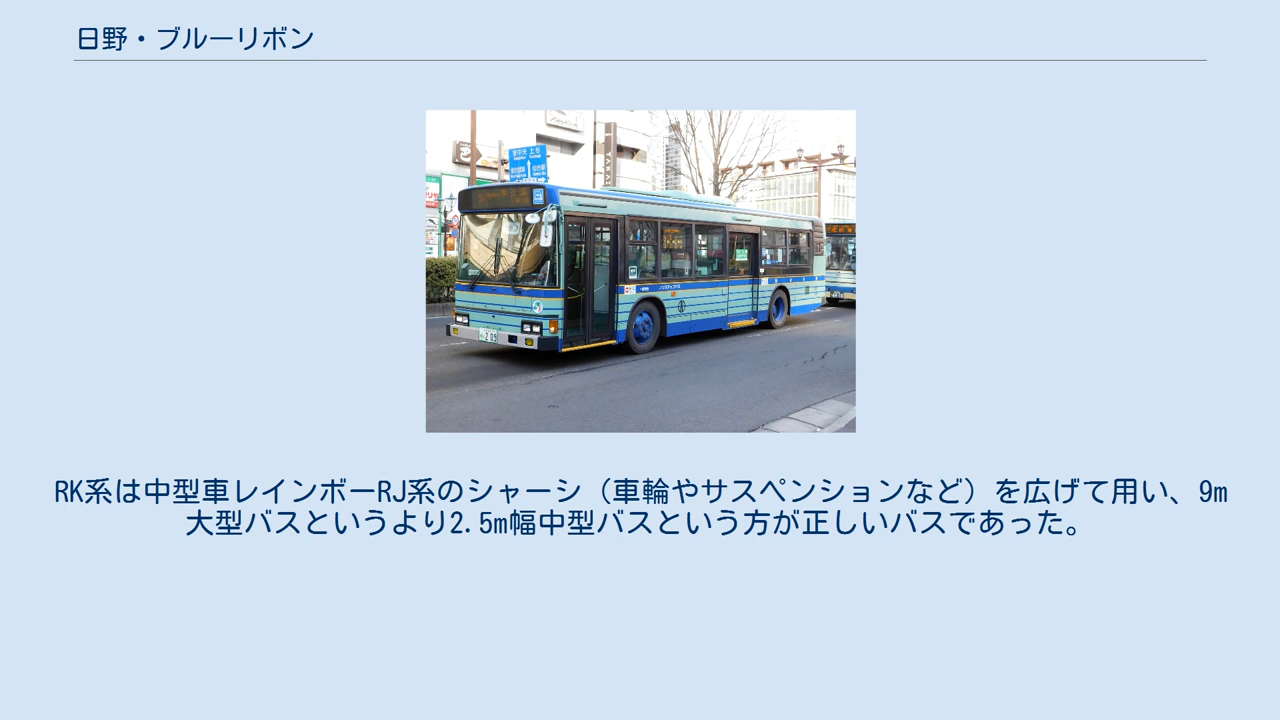 日野・ブルーリボン
RK系は中型車レインボーRJ系のシャーシ（車輪やサスペンションなど）を広げて用い、9m
大型バスというより2.5m幅中型バスという方が正しいバスであった。